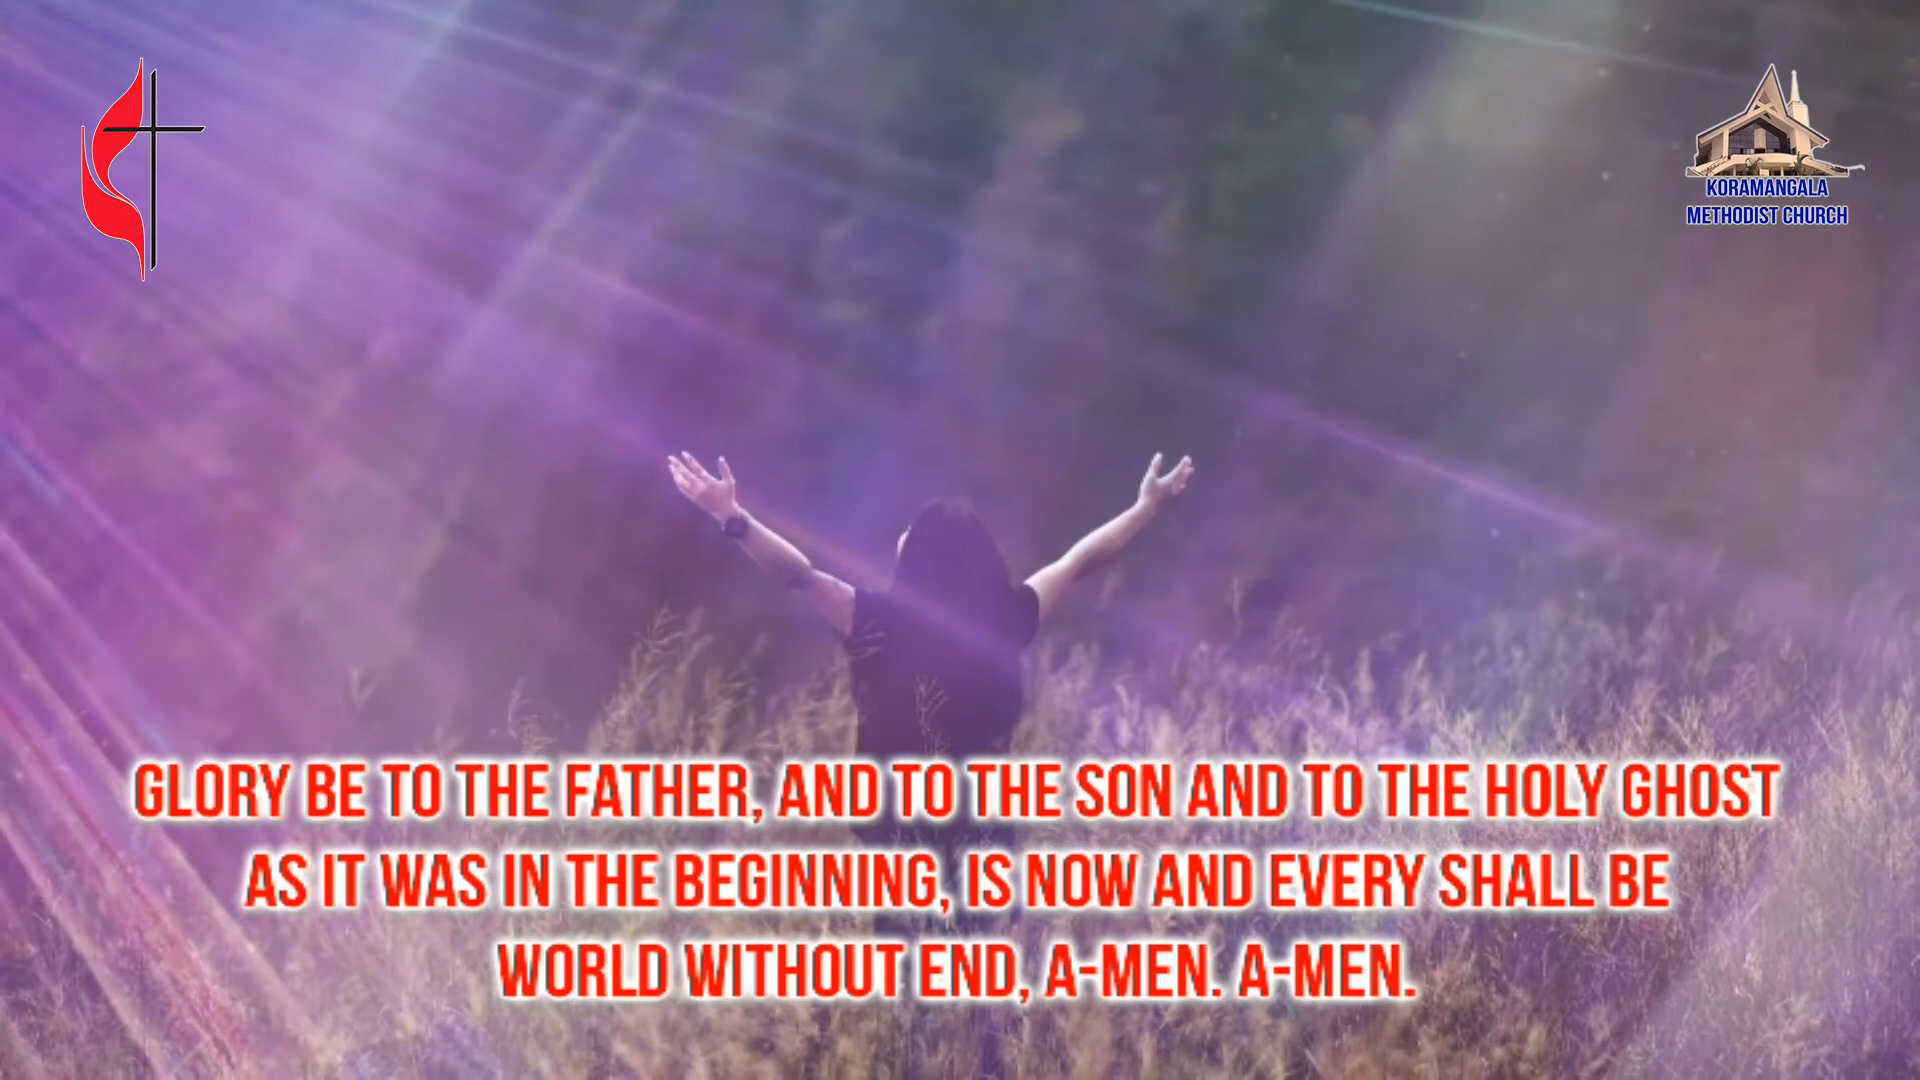 KORAMANGALA
METHODIST CHURCH
GLORY BE TO THE FATHER, AND TO THE SON AND TO THE HOLY GHOST
AS IT WAS IN THE BEGINNING, IS NOW AND EVERY SHALL BE
WORLD WITHOUT END, A-MEN. A-MEN.